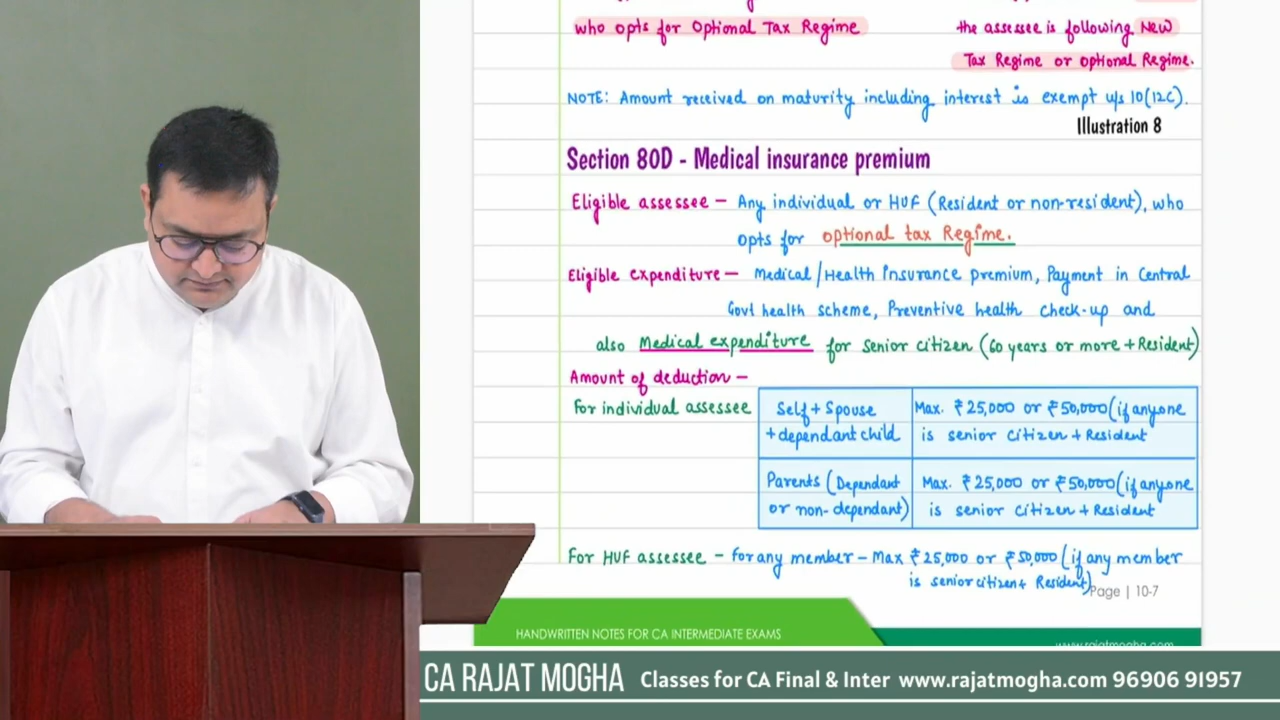 who opts for Optional Tax Regime
the assessee is following New
Tax Regime or optional Regime.
NOTE: Amount received on maturity including interest is exempt u/s 10(12C).
Illustration 8
Section 80D - Medical insurance premium
Eligible assessee – Any individual or HUF (Resident or non-resident), who
opts for optional tax Regime.
Eligible expenditure – Medical/Health Insurance premium, Payment in Central
Govt health scheme, Preventive health check-up and
also Medical expenditure for senior citizen (60 years or more + Resident)
Amount of deduction –
For individual assessee
Self + Spouse
+ dependant child
Max. ₹25,000 or ₹50,000 (if anyone
is senior citizen + Resident
Parents (Dependant
or non-dependant)
Max. ₹25,000 or ₹50,000 (if anyone
is senior citizen + Resident
For HUF assessee – for any member – Max ₹25,000 or ₹50,000 (if any member
is senior citizen + Resident)
Page | 10-7
HANDWRITTEN NOTES FOR CA INTERMEDIATE EXAMS
www.rajatmogha.com
CA RAJAT MOGHA Classes for CA Final & Inter www.rajatmogha.com 96906 91957